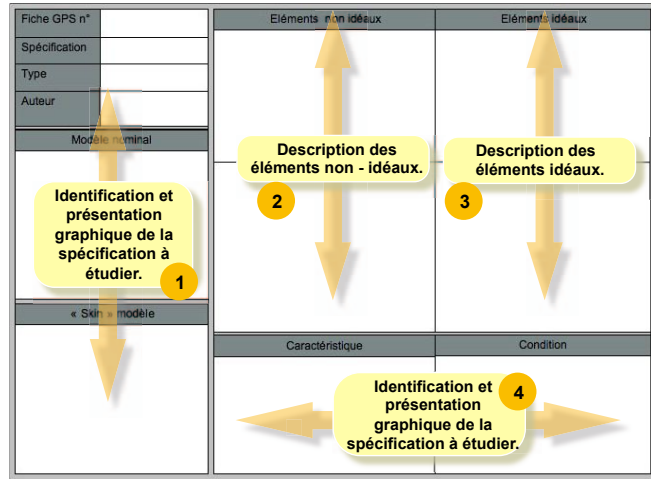 Fiche GPS n°
Spécification
Type
Auteur
Modèle nominal
Identification et
présentation
graphique de la
spécification à
étudier.
1
« Skin » modèle
Eléments non idéaux
Eléments idéaux
Description des
éléments non - idéaux.
2
Description des
éléments idéaux.
3
Caractéristique
Condition
Identification et
présentation
graphique de la
spécification à étudier.
4